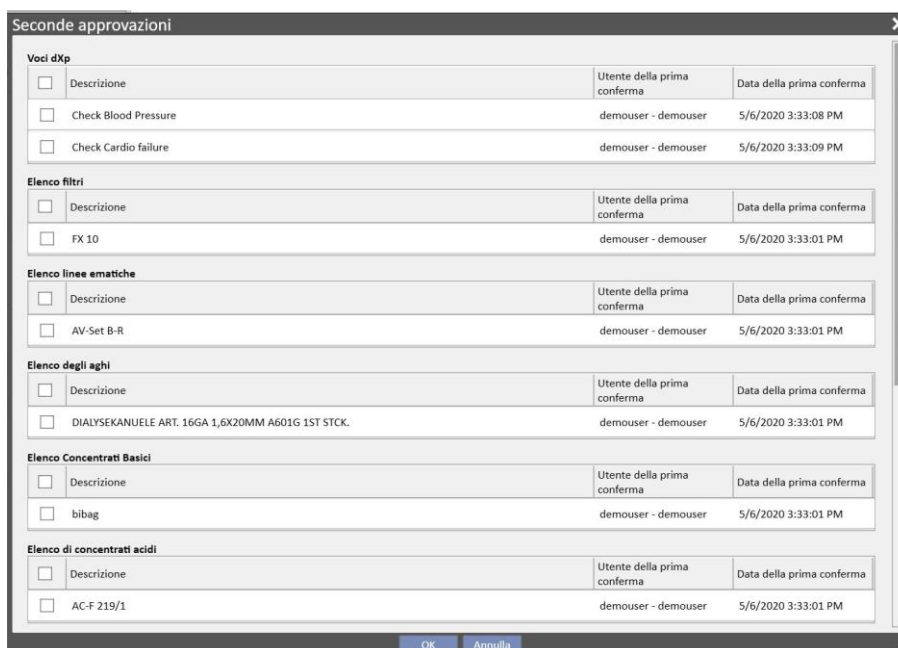 Seconde approvazioni
Voci dXp
Descrizione Utente della prima conferma Data della prima conferma
Check Blood Pressure demouser - demouser 5/6/2020 3:33:08 PM
Check Cardio failure demouser - demouser 5/6/2020 3:33:09 PM
Elenco filtri
Descrizione Utente della prima conferma Data della prima conferma
FX 10 demouser - demouser 5/6/2020 3:33:01 PM
Elenco linee ematiche
Descrizione Utente della prima conferma Data della prima conferma
AV-Set B-R demouser - demouser 5/6/2020 3:33:01 PM
Elenco degli aghi
Descrizione Utente della prima conferma Data della prima conferma
DIALYSEKANUELE ART. 16GA 1,6X20MM A601G 1ST STCK. demouser - demouser 5/6/2020 3:33:01 PM
Elenco Concentrati Basici
Descrizione Utente della prima conferma Data della prima conferma
bibag demouser - demouser 5/6/2020 3:33:01 PM
Elenco di concentrati acidi
Descrizione Utente della prima conferma Data della prima conferma
AC-F 219/1 demouser - demouser 5/6/2020 3:33:01 PM
OK Annulla